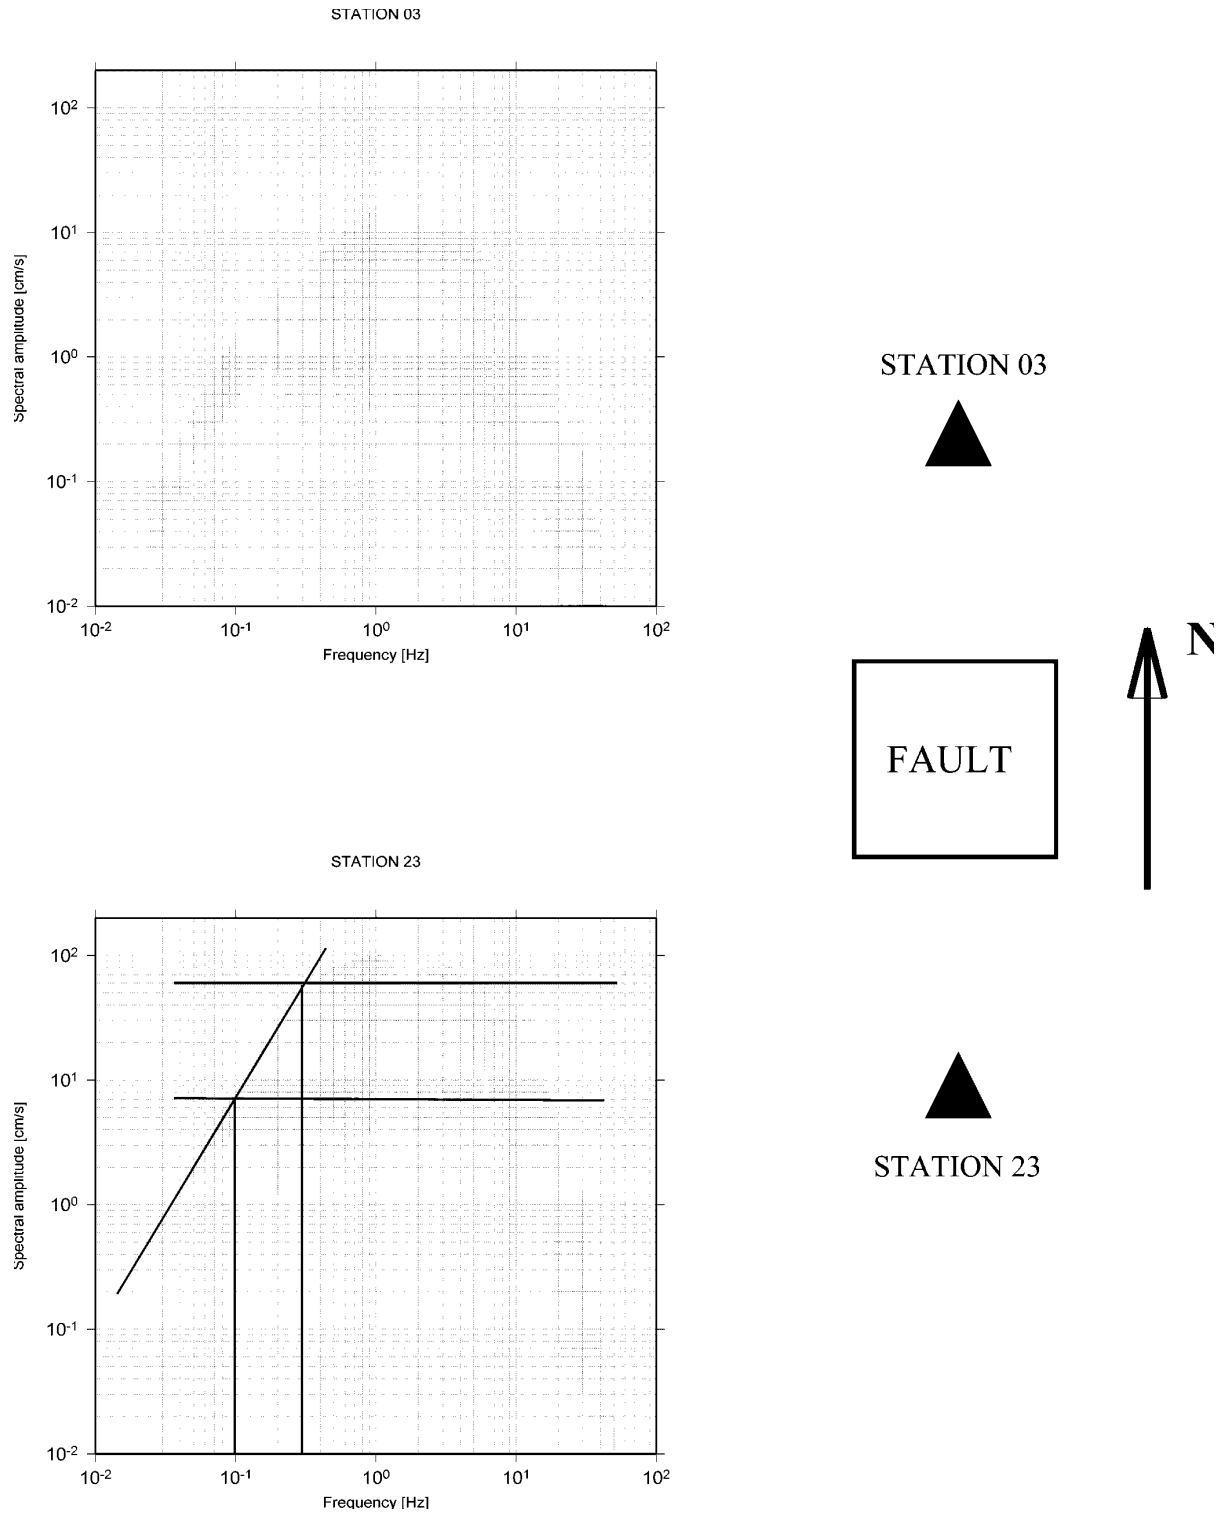 STATION 03
10²
10¹
10⁰
10⁻¹
10⁻²
Spectral amplitude [cm/s]
10⁻² 10⁻¹ 10⁰ 10¹ 10²
Frequency [Hz]
STATION 03
N
FAULT
STATION 23
10²
10¹
10⁰
10⁻¹
10⁻²
Spectral amplitude [cm/s]
10⁻² 10⁻¹ 10⁰ 10¹ 10²
Frequency [Hz]
STATION 23